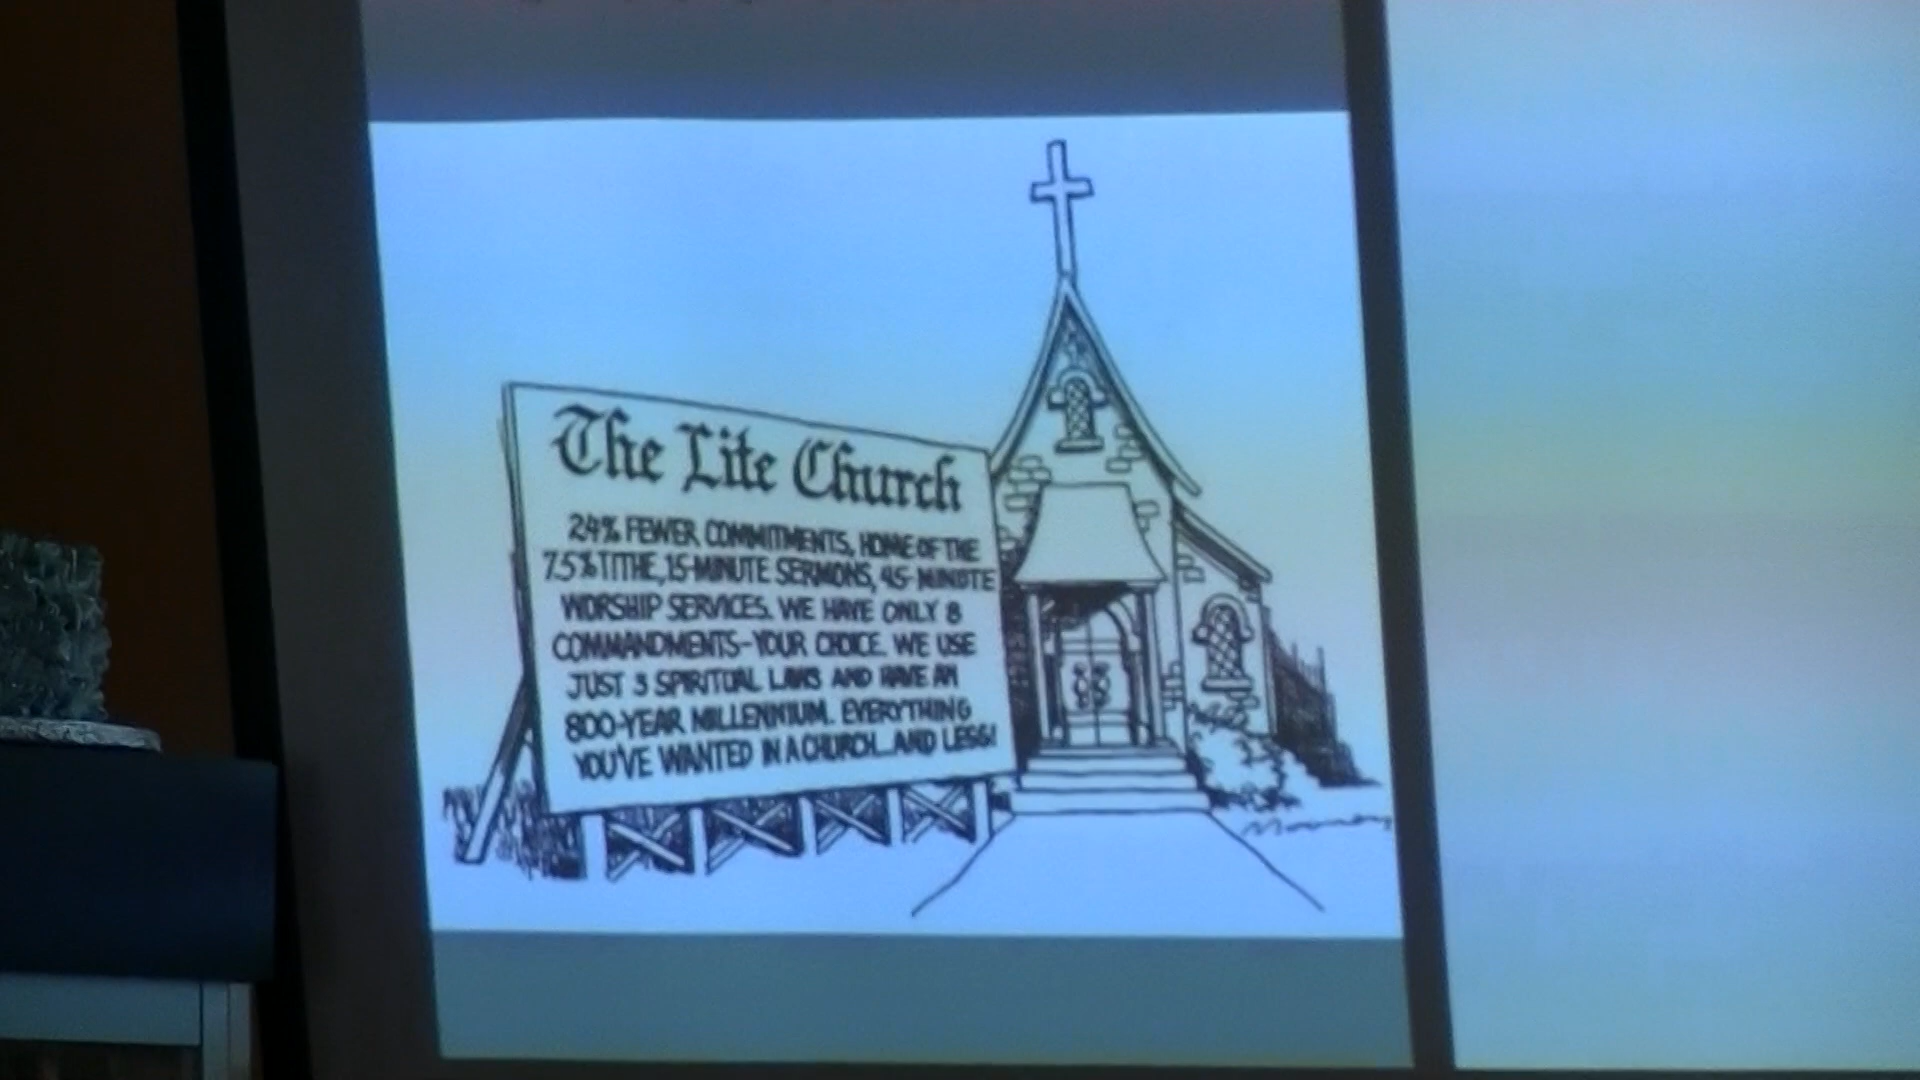 The Lite Church
24% FEWER COMMITMENTS, HOME OF THE
7.5% TITHE, 15-MINUTE SERMONS, 45-MINUTE
WORSHIP SERVICES. WE HAVE ONLY 8
COMMANDMENTS-YOUR CHOICE. WE USE
JUST 3 SPIRITUAL LAWS AND HAVE AN
800-YEAR MILLENNIUM. EVERYTHING
YOU'VE WANTED IN A CHURCH...AND LESS!